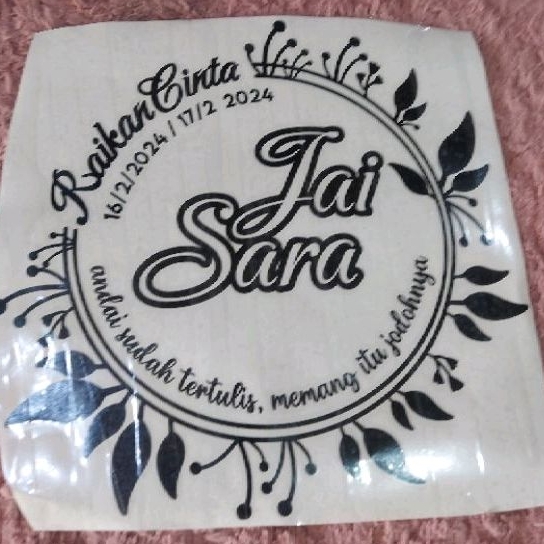 Raikan Cinta
16/2/2024 / 17/2 2024
Jai
Sara
andai sudah tertulis, memang itu jodohnya